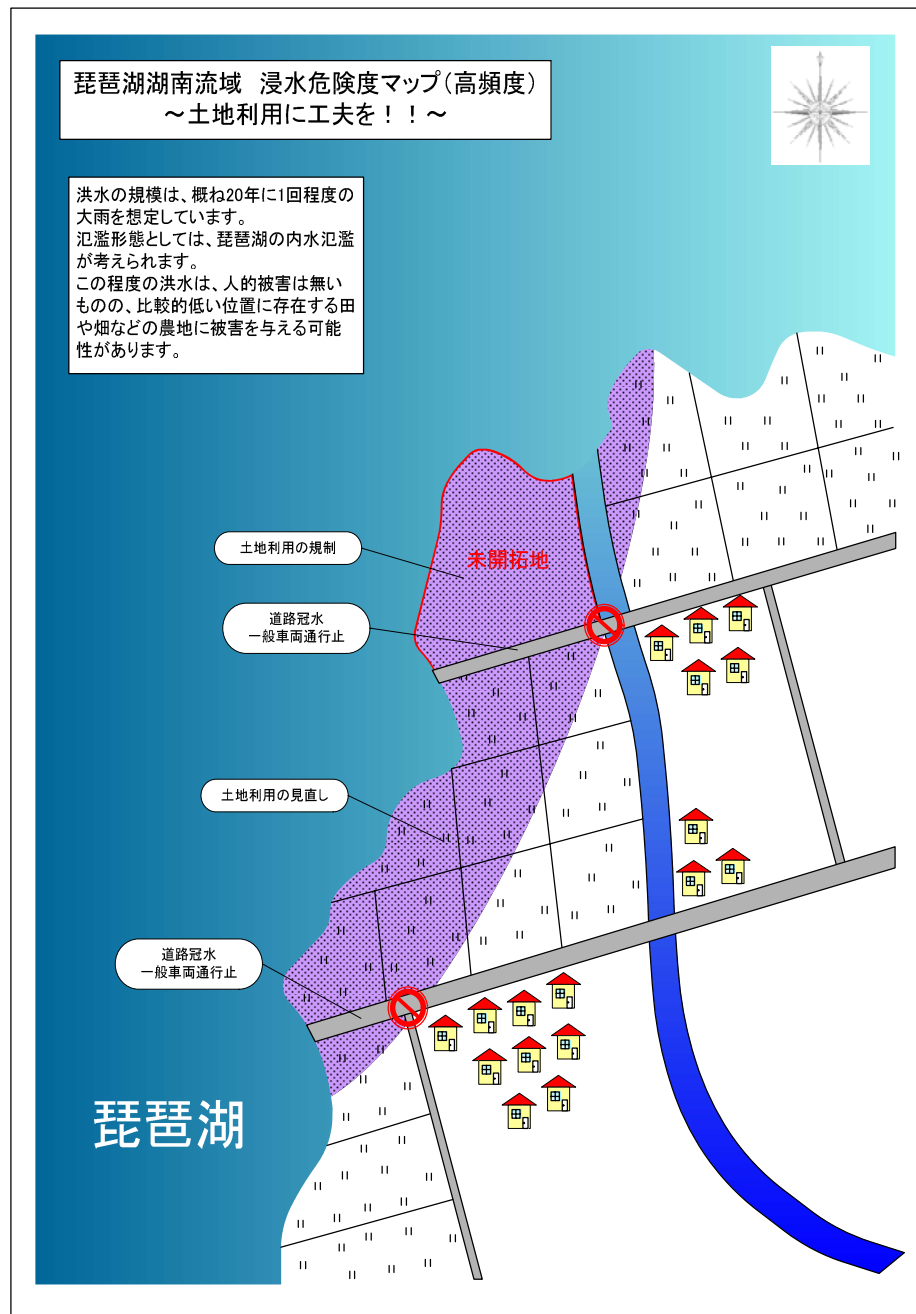 琵琶湖湖南流域 浸水危険度マップ(高頻度)
～土地利用に工夫を！！～
洪水の規模は、概ね20年に1回程度の
大雨を想定しています。
氾濫形態としては、琵琶湖の内水氾濫
が考えられます。
この程度の洪水は、人的被害は無い
ものの、比較的低い位置に存在する田
や畑などの農地に被害を与える可能
性があります。
土地利用の規制
未開拓地
道路冠水
一般車両通行止
土地利用の見直し
道路冠水
一般車両通行止
琵琶湖